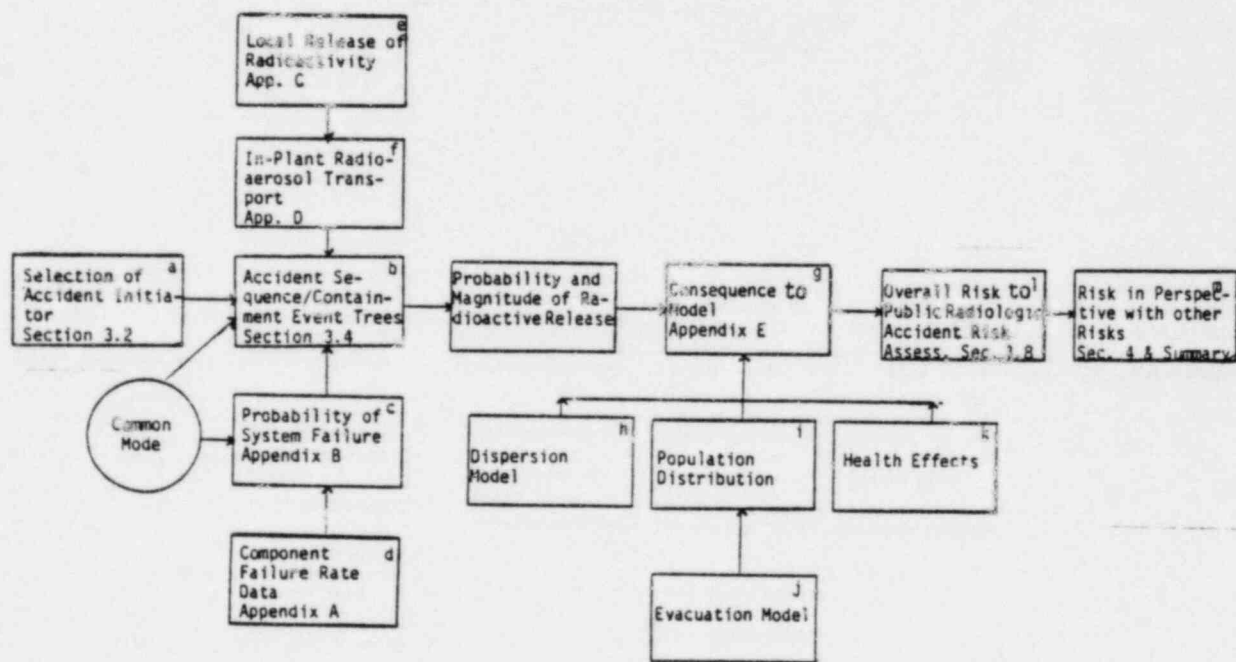 e
Local Release of
Radioactivity
App. C
f
In-Plant Radio-
aerosol Trans-
port
App. D
a
Selection of
Accident Initia
tor
Section 3.2
b
Accident Se-
quence/Contain-
ment Event Trees
Section 3.4
Probability and
Magnitude of Ra-
dioactive Release
g
Consequence to
Model
Appendix E
l
Overall Risk to
Public Radiologic
Accident Risk
Assess. Sec. 3.8
m
Risk in Perspec-
tive with other
Risks
Sec. 4 & Summary
Common
Mode
c
Probability of
System Failure
Appendix B
h
Dispersion
Model
i
Population
Distribution
k
Health Effects
d
Component
Failure Rate
Data
Appendix A
j
Evacuation Model